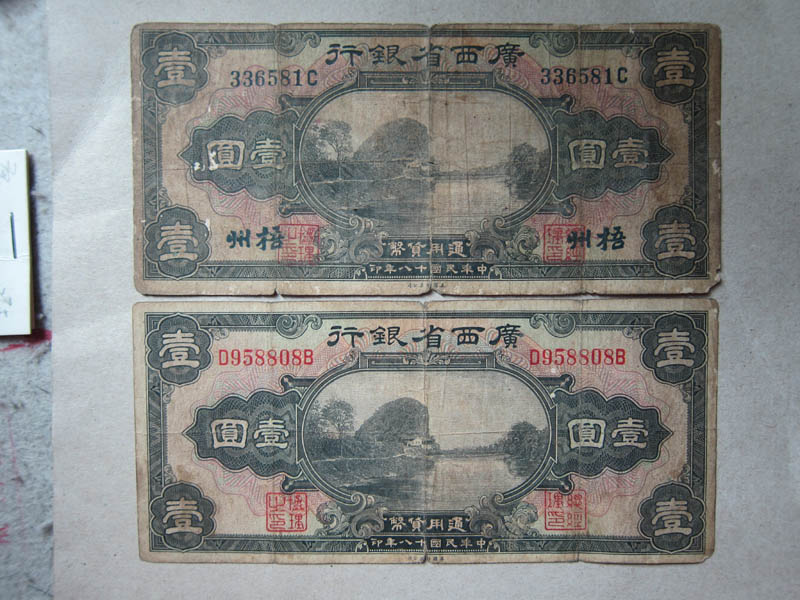 廣西省銀行
壹
壹
336581C
336581C
壹圓
壹圓
壹
壹
梧州
梧州
通用貨幣
中華民國十八年印
廣西省銀行
壹
壹
D958808B
D958808B
壹圓
壹圓
壹
壹
通用貨幣
中華民國十八年印